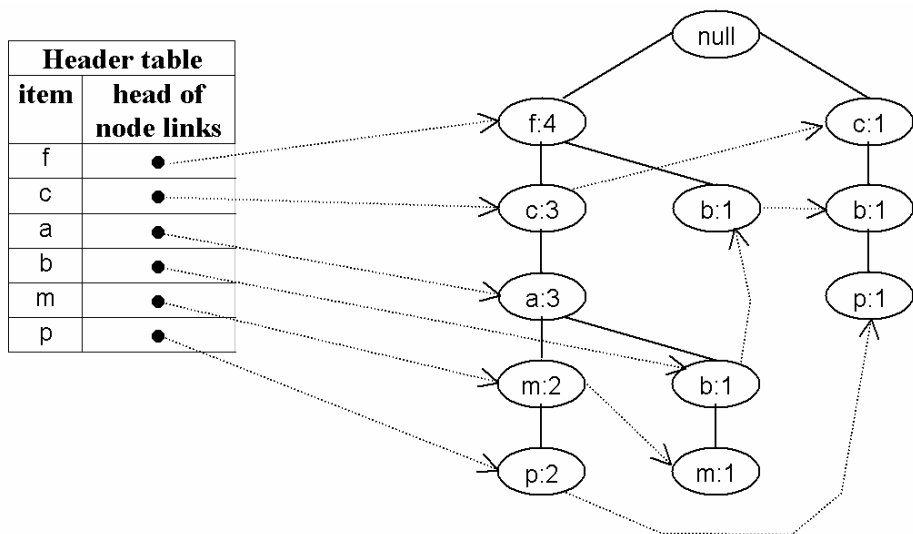 Header table
item head of
node links
f
c
a
b
m
p
null
f:4 c:1
c:3 b:1 b:1
a:3 p:1
m:2 b:1
p:2 m:1